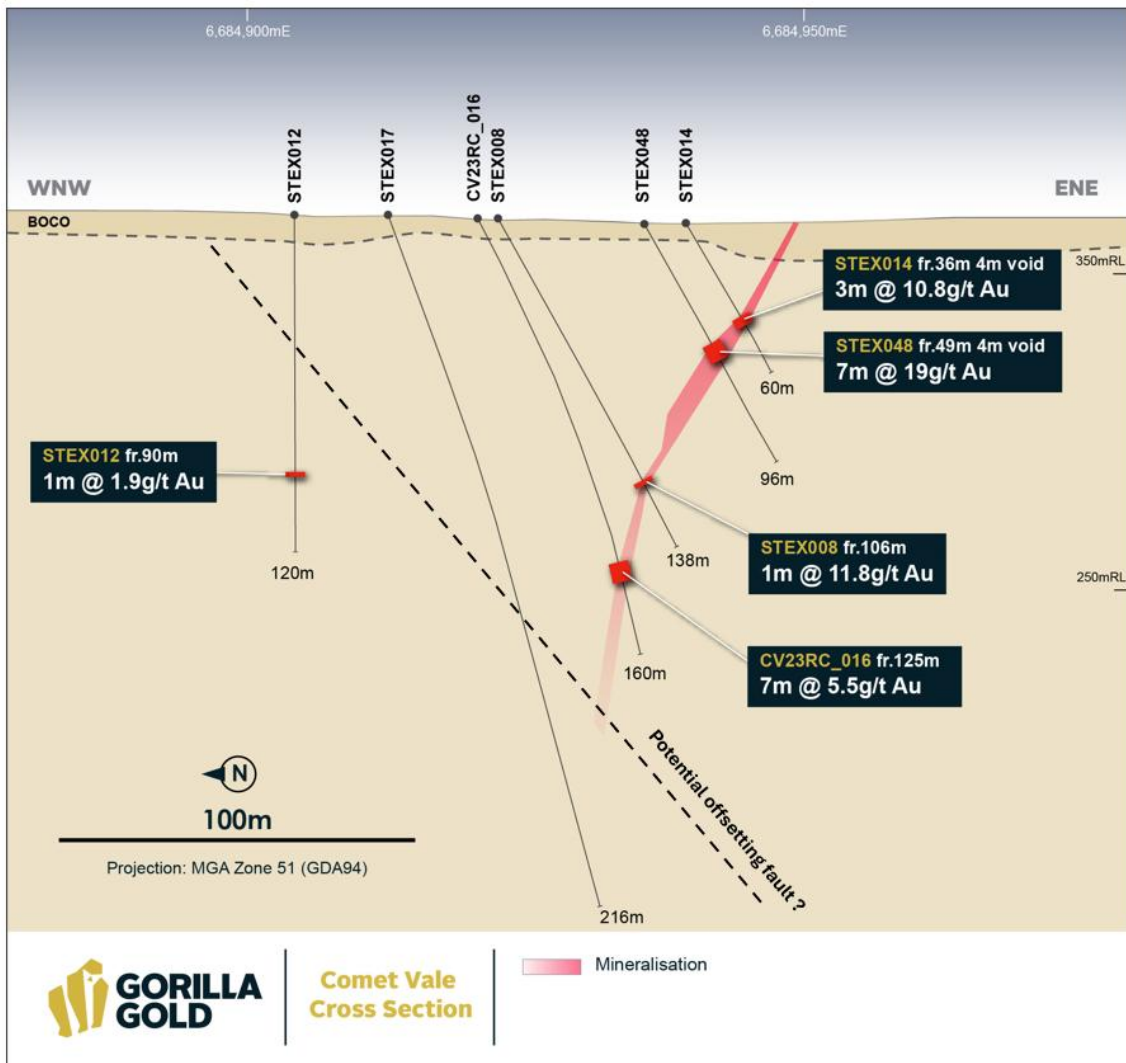 6,684,900mE
6,684,950mE
STEX012
STEX017
CV23RC_016
STEX008
STEX048
STEX014
WNW
ENE
BOCO
350mRL
STEX014 fr.36m 4m void
3m @ 10.8g/t Au
STEX048 fr.49m 4m void
7m @ 19g/t Au
60m
STEX012 fr.90m
1m @ 1.9g/t Au
96m
STEX008 fr.106m
1m @ 11.8g/t Au
138m
120m
250mRL
CV23RC_016 fr.125m
7m @ 5.5g/t Au
160m
Potential offsetting fault ?
N
100m
Projection: MGA Zone 51 (GDA94)
216m
GORILLA
GOLD
Comet Vale
Cross Section
Mineralisation